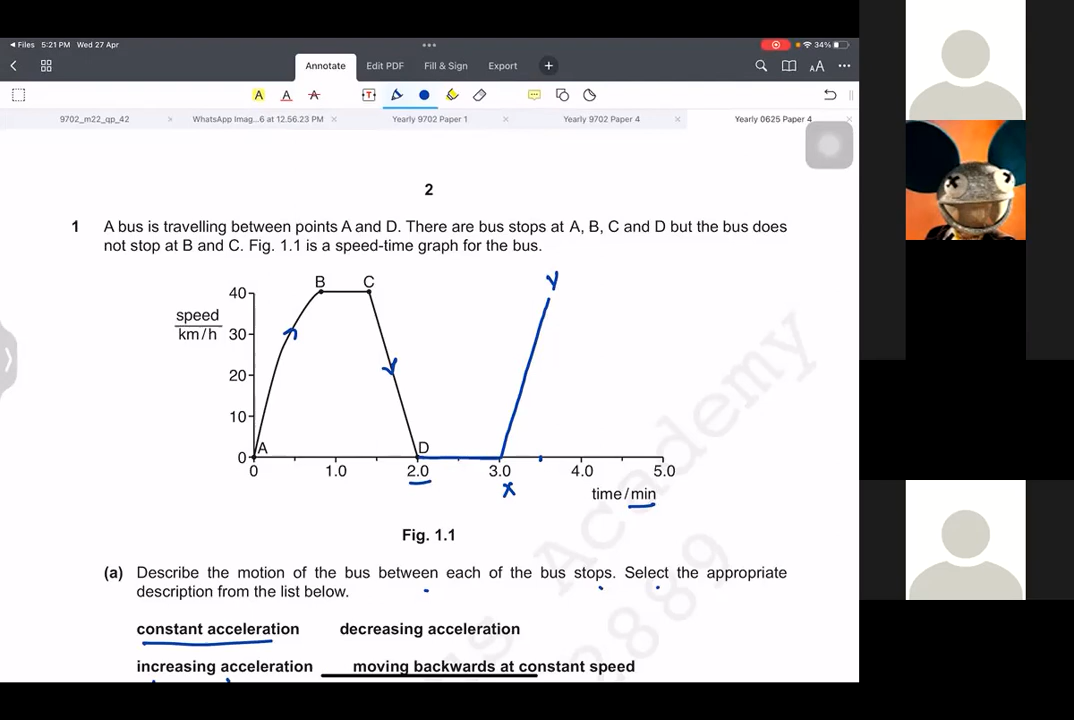 Files 5:21 PM Wed 27 Apr 34%
Annotate Edit PDF Fill & Sign Export
9702_m22_qp_42 WhatsApp Imag...6 at 12.56.23 PM Yearly 9702 Paper 1 Yearly 9702 Paper 4 Yearly 0625 Paper 4
2
1 A bus is travelling between points A and D. There are bus stops at A, B, C and D but the bus does
not stop at B and C. Fig. 1.1 is a speed-time graph for the bus.
B C Y
40
speed
km/h
30
20
10
A D
0
0 1.0 2.0 3.0 4.0 5.0
X
time/min
Fig. 1.1
(a) Describe the motion of the bus between each of the bus stops. Select the appropriate
description from the list below.
constant acceleration decreasing acceleration
increasing acceleration moving backwards at constant speed
Academy
8889